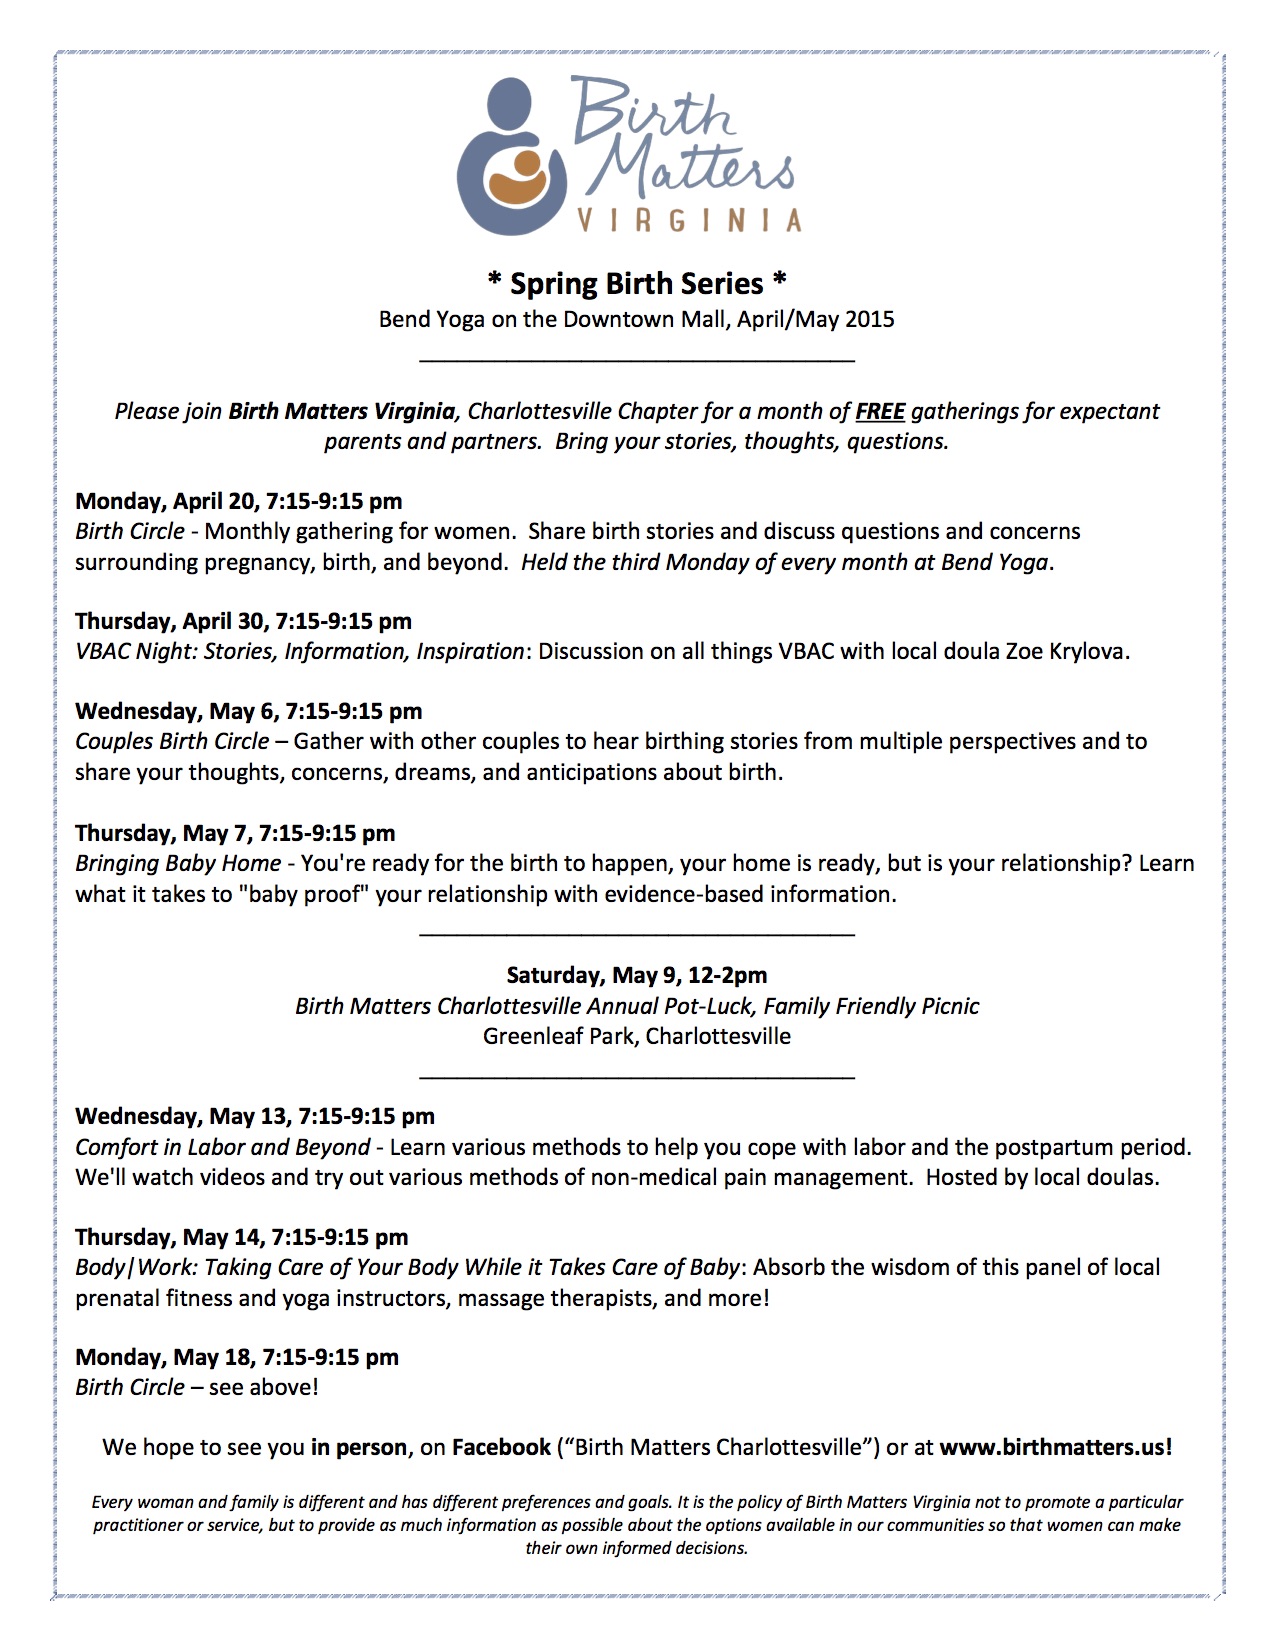 Birth
Matters
VIRGINIA
* Spring Birth Series *
Bend Yoga on the Downtown Mall, April/May 2015
Please join Birth Matters Virginia, Charlottesville Chapter for a month of FREE gatherings for expectant
parents and partners.  Bring your stories, thoughts, questions.
Monday, April 20, 7:15-9:15 pm
Birth Circle - Monthly gathering for women.  Share birth stories and discuss questions and concerns
surrounding pregnancy, birth, and beyond.  Held the third Monday of every month at Bend Yoga.
Thursday, April 30, 7:15-9:15 pm
VBAC Night: Stories, Information, Inspiration: Discussion on all things VBAC with local doula Zoe Krylova.
Wednesday, May 6, 7:15-9:15 pm
Couples Birth Circle – Gather with other couples to hear birthing stories from multiple perspectives and to
share your thoughts, concerns, dreams, and anticipations about birth.
Thursday, May 7, 7:15-9:15 pm
Bringing Baby Home - You're ready for the birth to happen, your home is ready, but is your relationship? Learn
what it takes to "baby proof" your relationship with evidence-based information.
Saturday, May 9, 12-2pm
Birth Matters Charlottesville Annual Pot-Luck, Family Friendly Picnic
Greenleaf Park, Charlottesville
Wednesday, May 13, 7:15-9:15 pm
Comfort in Labor and Beyond - Learn various methods to help you cope with labor and the postpartum period.
We'll watch videos and try out various methods of non-medical pain management.  Hosted by local doulas.
Thursday, May 14, 7:15-9:15 pm
Body|Work: Taking Care of Your Body While it Takes Care of Baby: Absorb the wisdom of this panel of local
prenatal fitness and yoga instructors, massage therapists, and more!
Monday, May 18, 7:15-9:15 pm
Birth Circle – see above!
We hope to see you in person, on Facebook (“Birth Matters Charlottesville”) or at www.birthmatters.us!
Every woman and family is different and has different preferences and goals. It is the policy of Birth Matters Virginia not to promote a particular
practitioner or service, but to provide as much information as possible about the options available in our communities so that women can make
their own informed decisions.